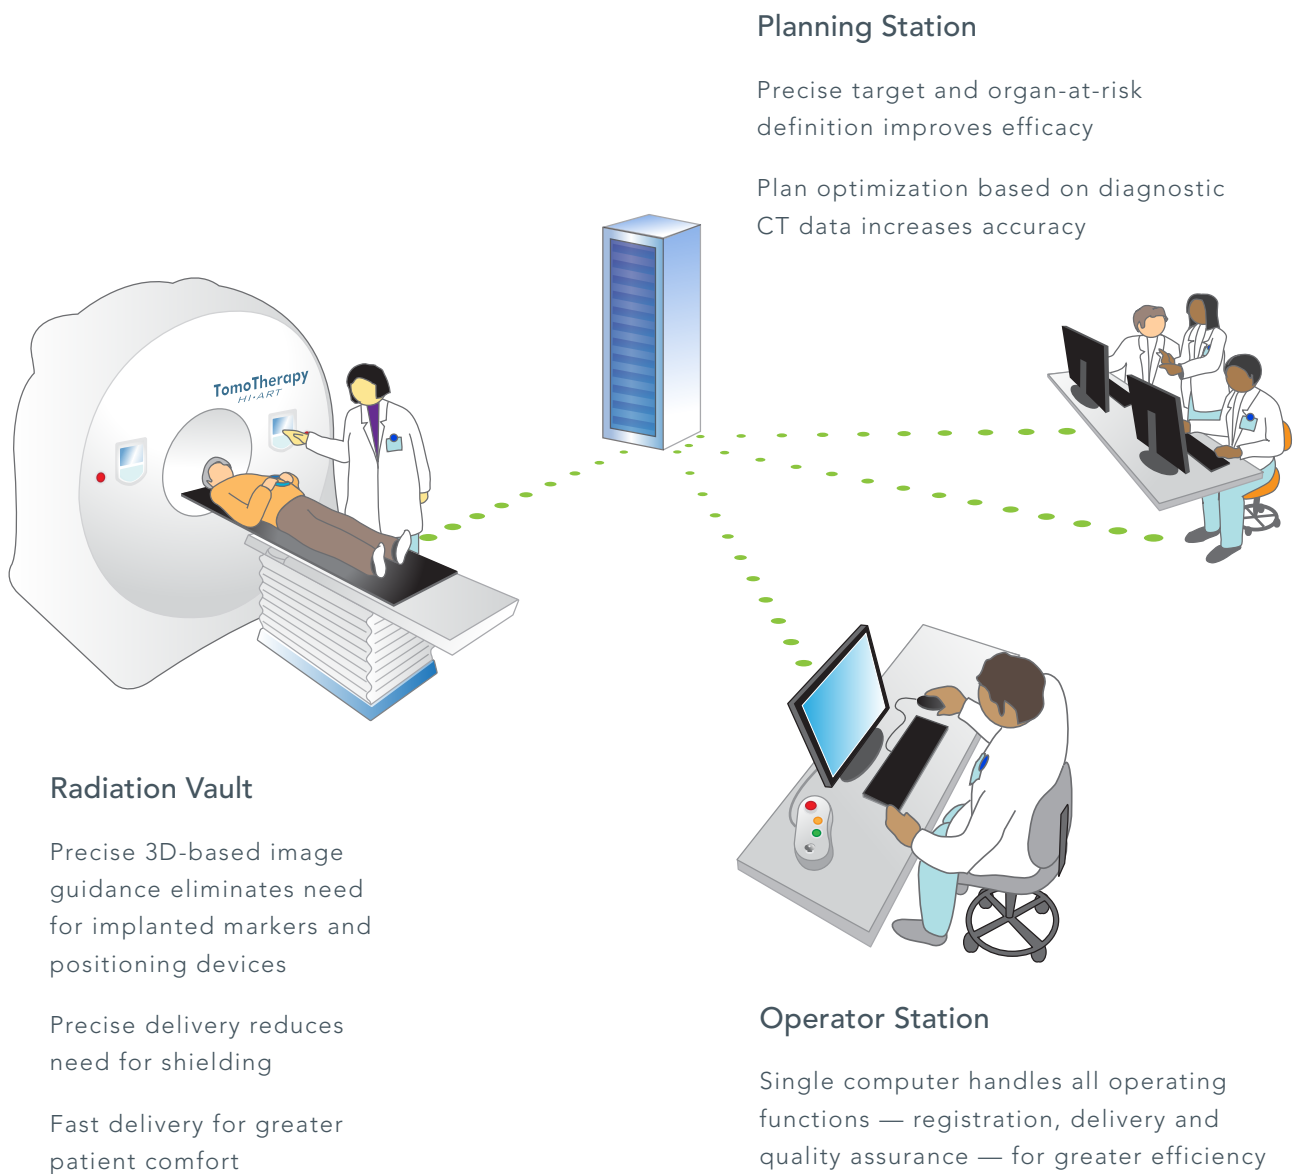 Planning Station
Precise target and organ-at-risk
definition improves efficacy
Plan optimization based on diagnostic
CT data increases accuracy
TomoTherapy
HI·ART
Radiation Vault
Precise 3D-based image
guidance eliminates need
for implanted markers and
positioning devices
Precise delivery reduces
need for shielding
Fast delivery for greater
patient comfort
Operator Station
Single computer handles all operating
functions — registration, delivery and
quality assurance — for greater efficiency